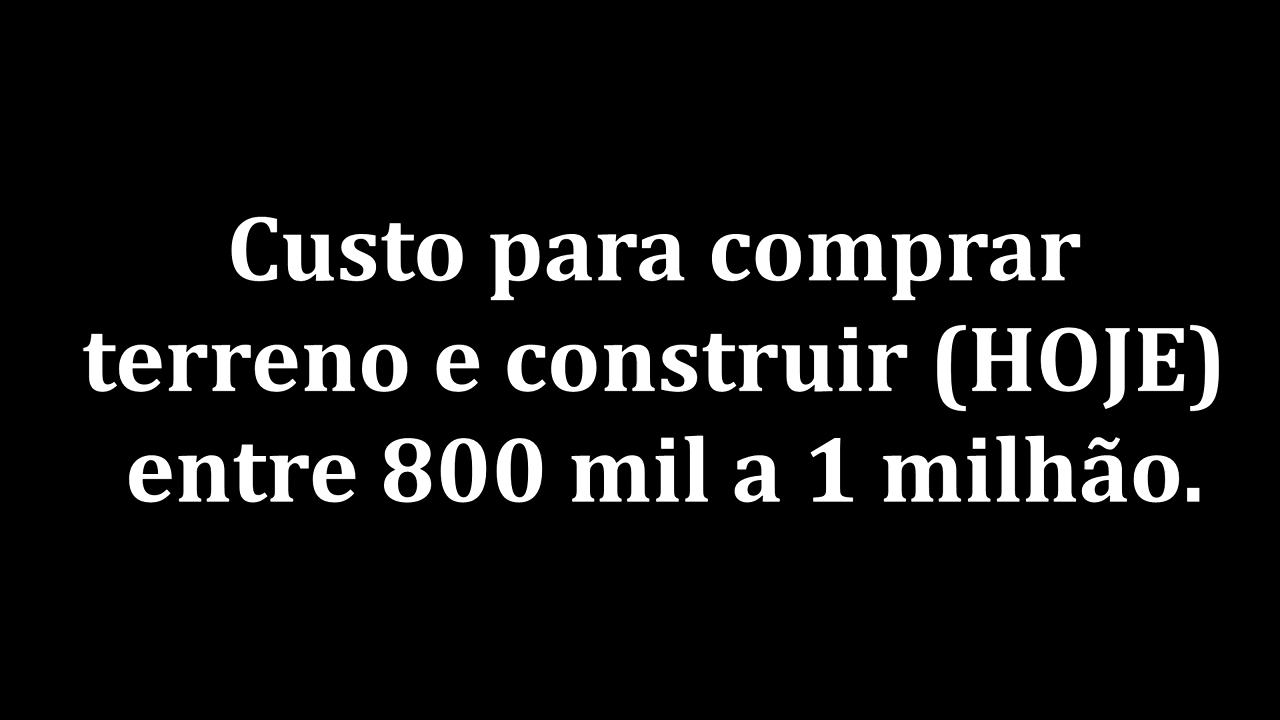 Custo para comprar
terreno e construir (HOJE)
entre 800 mil a 1 milhão.